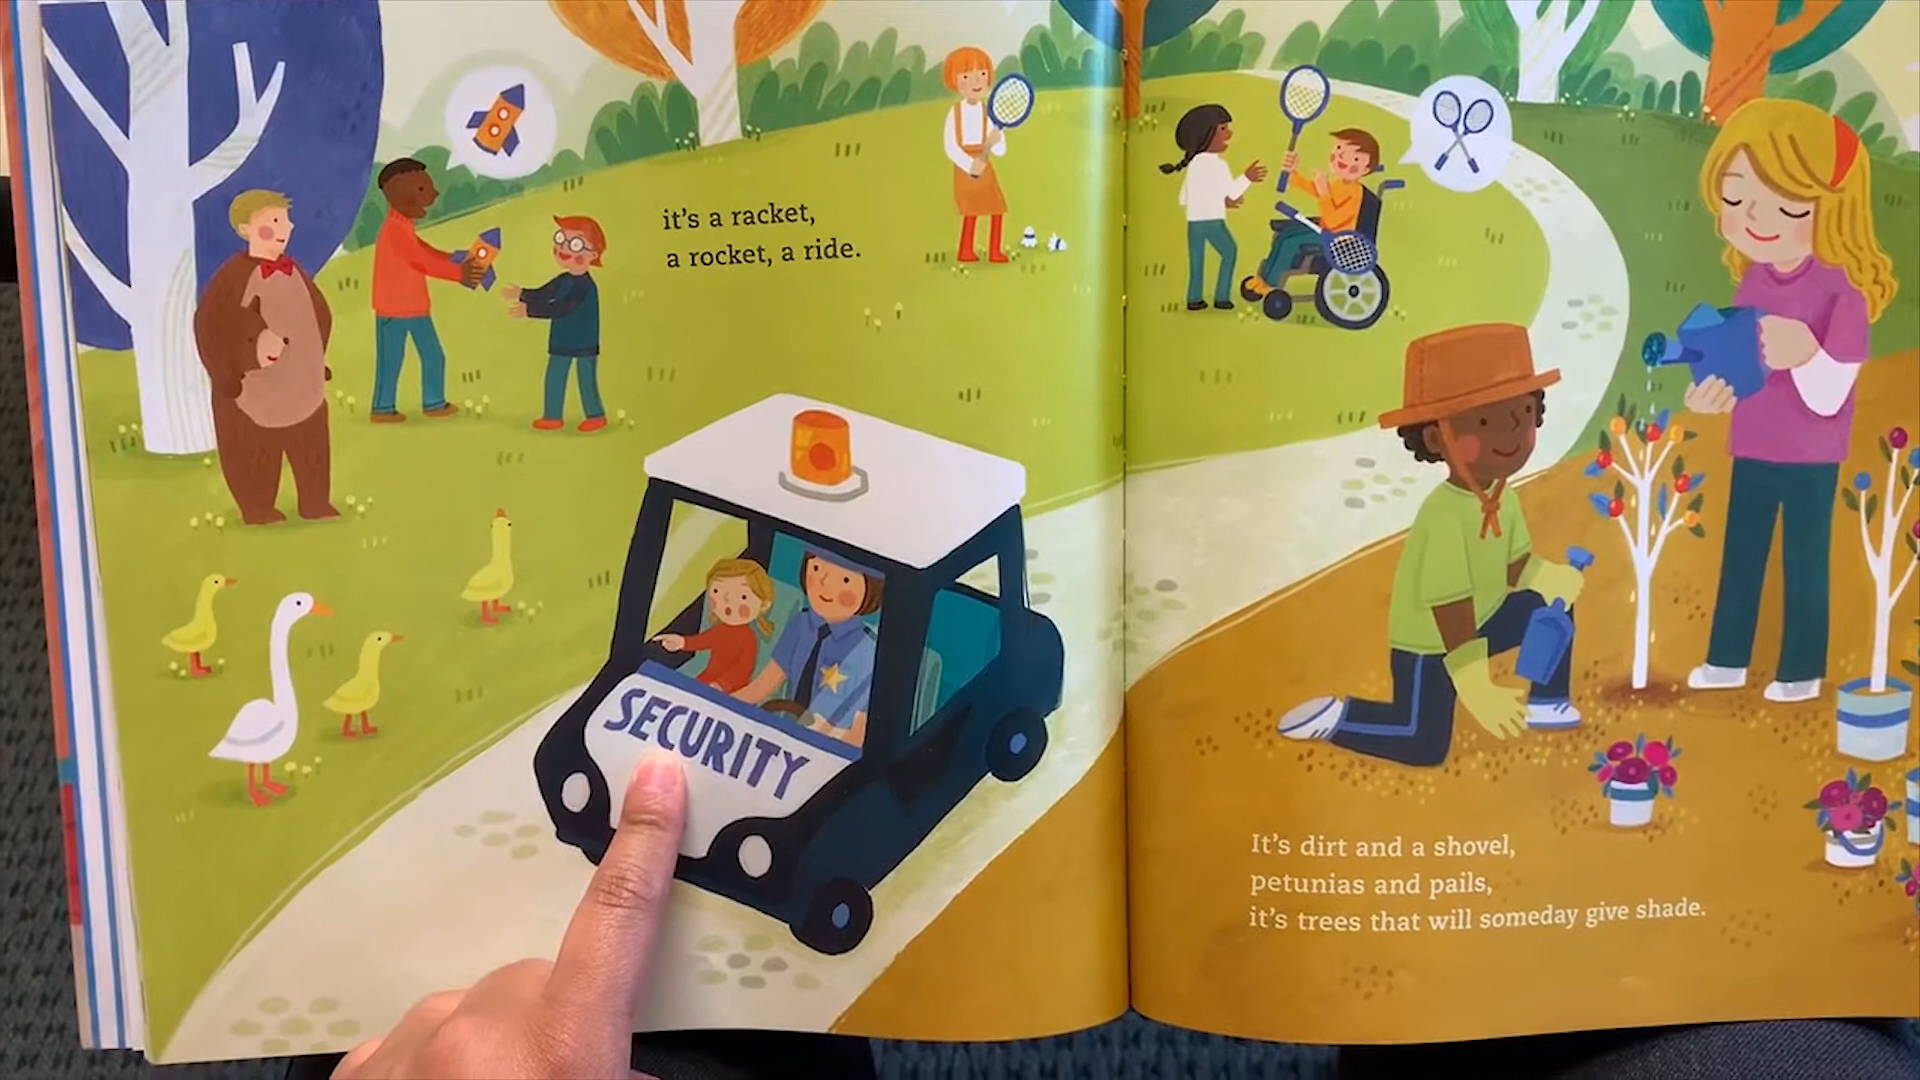 it's a racket,
a rocket, a ride.
SECURITY
It's dirt and a shovel,
petunias and pails,
it's trees that will someday give shade.